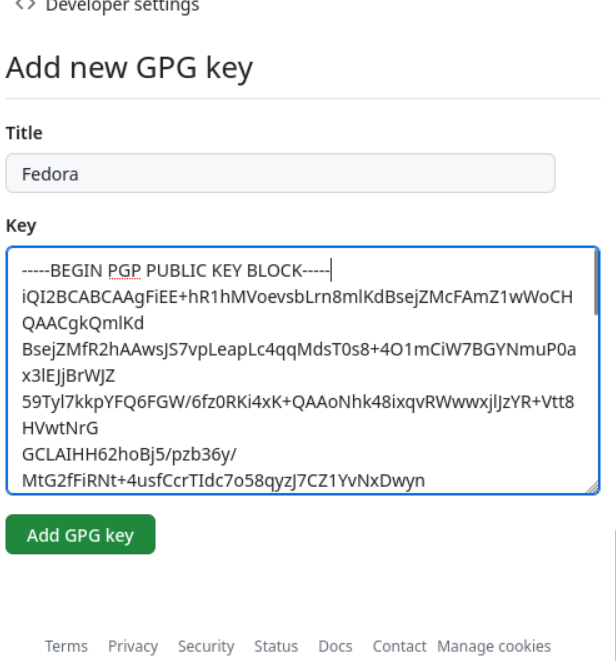 <> Developer settings
Add new GPG key
Title
Fedora
Key
-----BEGIN PGP PUBLIC KEY BLOCK-----
iQI2BCABCAAgFiEE+hR1hMVoevsbLrn8mlKdBsejZMcFAmZ1wWoCH
QAACgkQmlKd
BsejZMfR2hAAwsJS7vpLeapLc4qqMdsT0s8+4O1mCiW7BGYNmuP0a
x3lEJjBrWJZ
59Tyl7kkpYFQ6FGW/6fz0RKi4xK+QAAoNhk48ixqvRWwwxjlJzYR+Vtt8
HVwtNrG
GCLAIHH62hoBj5/pzb36y/
MtG2fFiRNt+4usfCcrTIdc7o58qyzJ7CZ1YvNxDwyn
Add GPG key
Terms Privacy Security Status Docs Contact Manage cookies